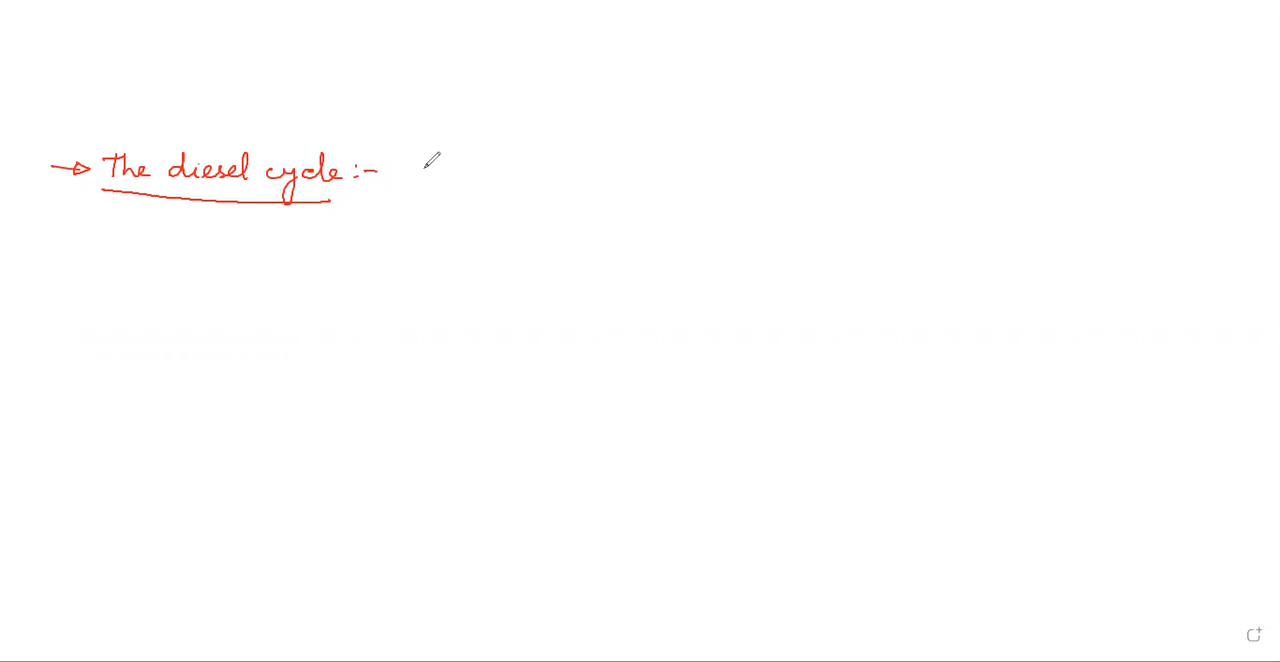 → The diesel cycle :-